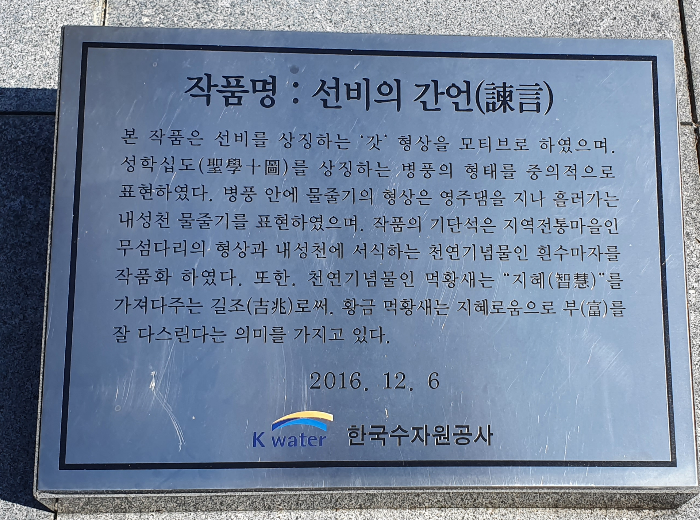 작품명 : 선비의 간언(諫言)
본 작품은 선비를 상징하는 '갓' 형상을 모티브로 하였으며.
성학십도(聖學十圖)를 상징하는 병풍의 형태를 중의적으로
표현하였다. 병풍 안에 물줄기의 형상은 영주댐을 지나 흘러가는
내성천 물줄기를 표현하였으며. 작품의 기단석은 지역전통마을인
무섬다리의 형상과 내성천에 서식하는 천연기념물인 흰수마자를
작품화 하였다. 또한. 천연기념물인 먹황새는 "지혜(智慧)"를
가져다주는 길조(吉兆)로써. 황금 먹황새는 지혜로움으로 부(富)를
잘 다스린다는 의미를 가지고 있다.
2016. 12. 6
K water 한국수자원공사